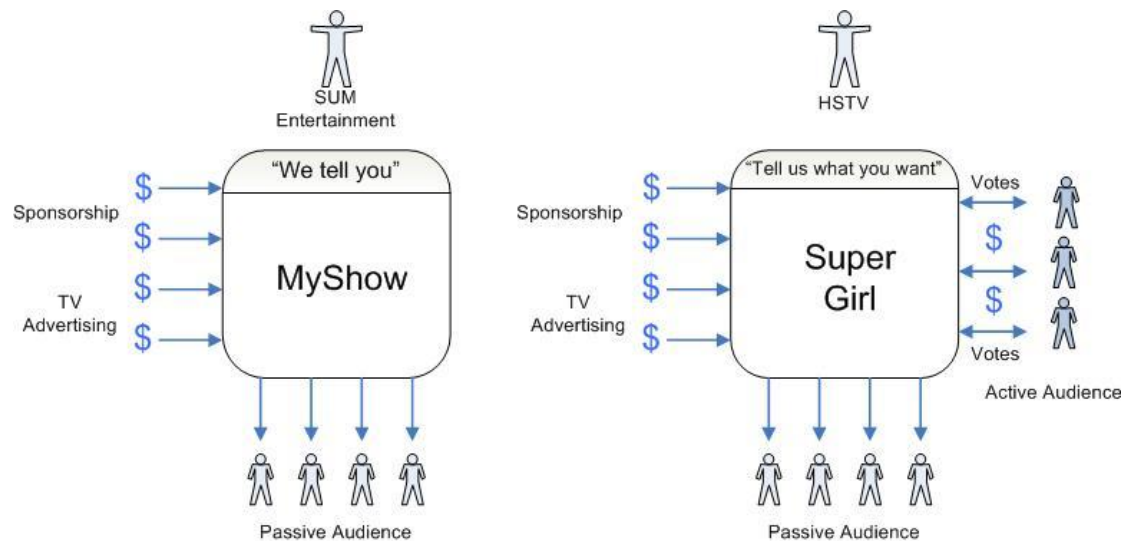 SUM
Entertainment
“We tell you”
$
Sponsorship
$
MyShow
$
TV
Advertising
$
Passive Audience
HSTV
“Tell us what you want”
$
Sponsorship
$
Super
Girl
$
TV
Advertising
$
Votes
$
$
Votes
Active Audience
Passive Audience